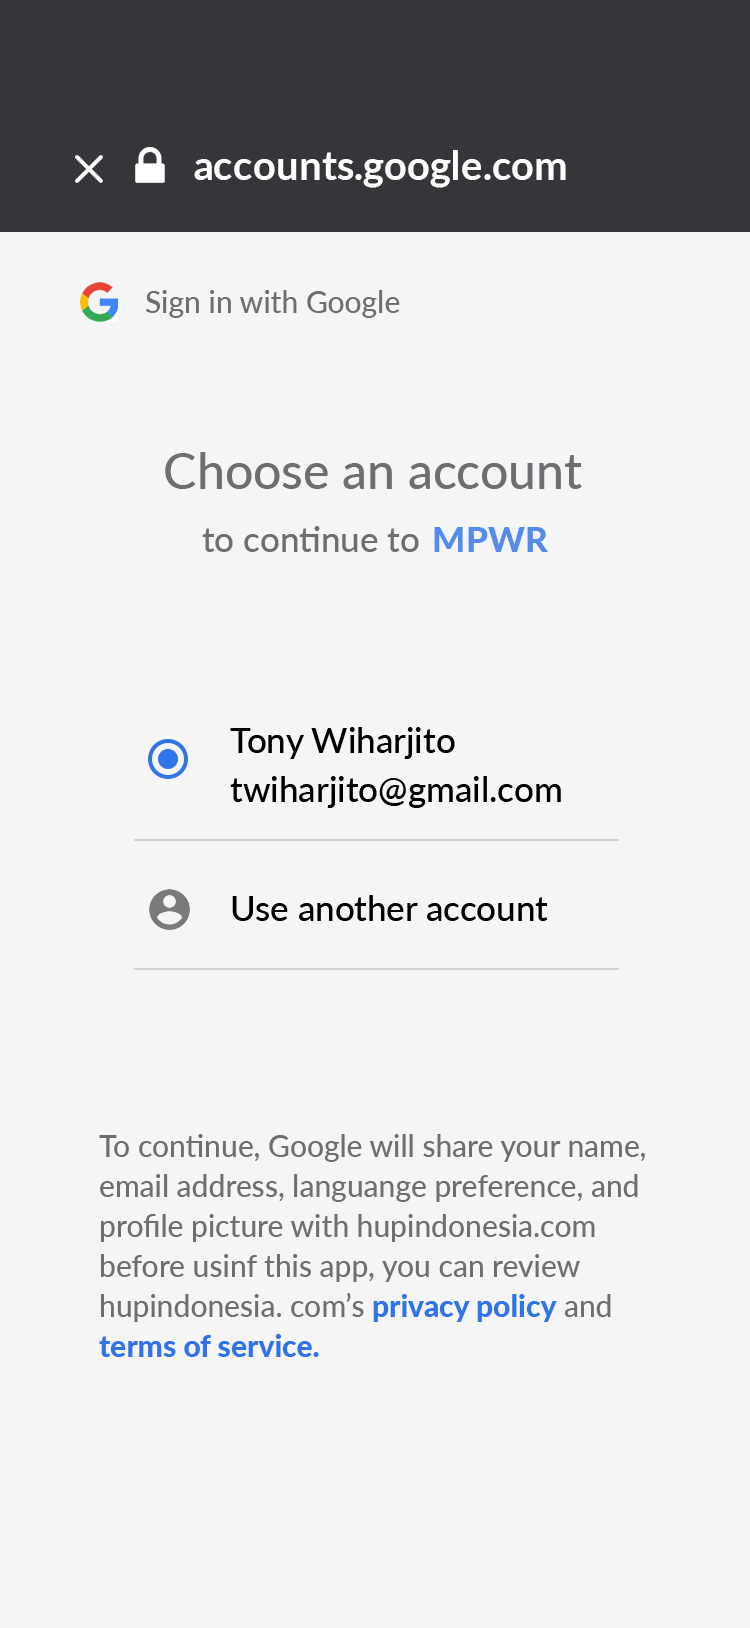 accounts.google.com
Sign in with Google
Choose an account
to continue to MPWR
Tony Wiharjito
twiharjito@gmail.com
Use another account
To continue, Google will share your name,
email address, languange preference, and
profile picture with hupindonesia.com
before usinf this app, you can review
hupindonesia. com’s privacy policy and
terms of service.